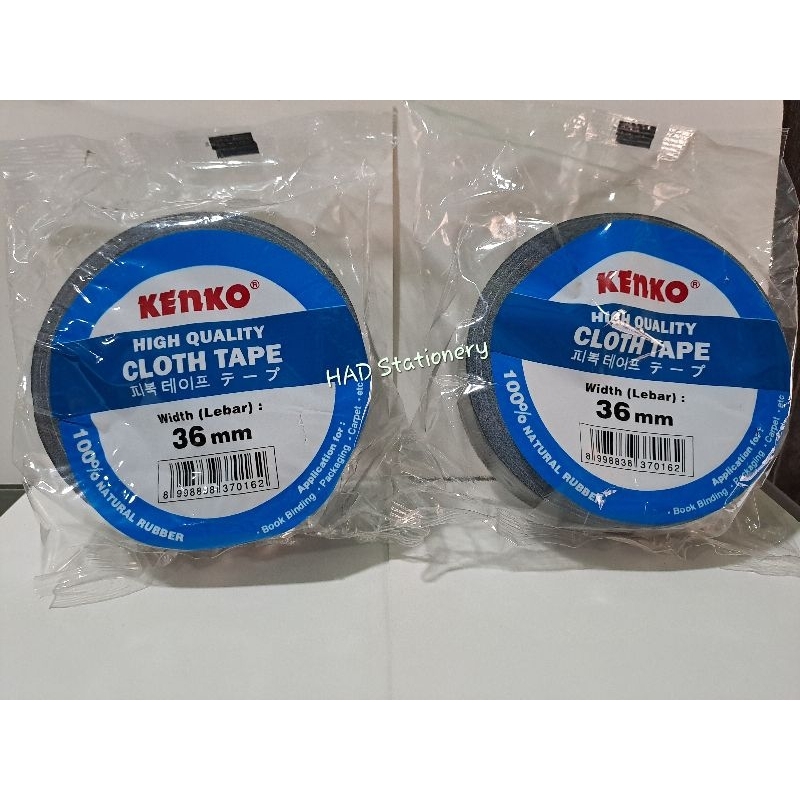 KENKO®
HIGH QUALITY
CLOTH TAPE
피복 테이프 テープ
Width (Lebar) :
36 mm
8 998838 370162
100% NATURAL RUBBER
Application for :
· Book Binding · Packaging · Carpet · etc
HAD Stationery
KENKO®
HIGH QUALITY
CLOTH TAPE
피복 테이프 テープ
Width (Lebar) :
36 mm
8 998838 370162
100% NATURAL RUBBER
Application for :
· Book Binding · Packaging · Carpet · etc